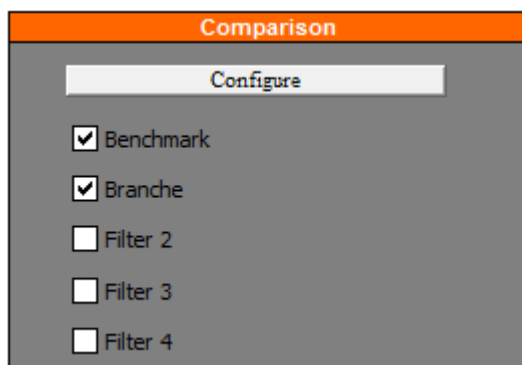 Comparison
Configure
Benchmark
Branche
Filter 2
Filter 3
Filter 4